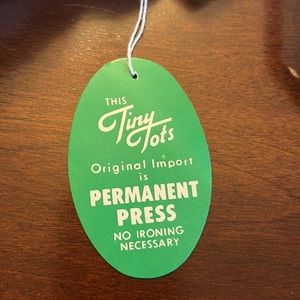 THIS
Tiny
Tots
Original Import
is
PERMANENT
PRESS
NO IRONING
NECESSARY